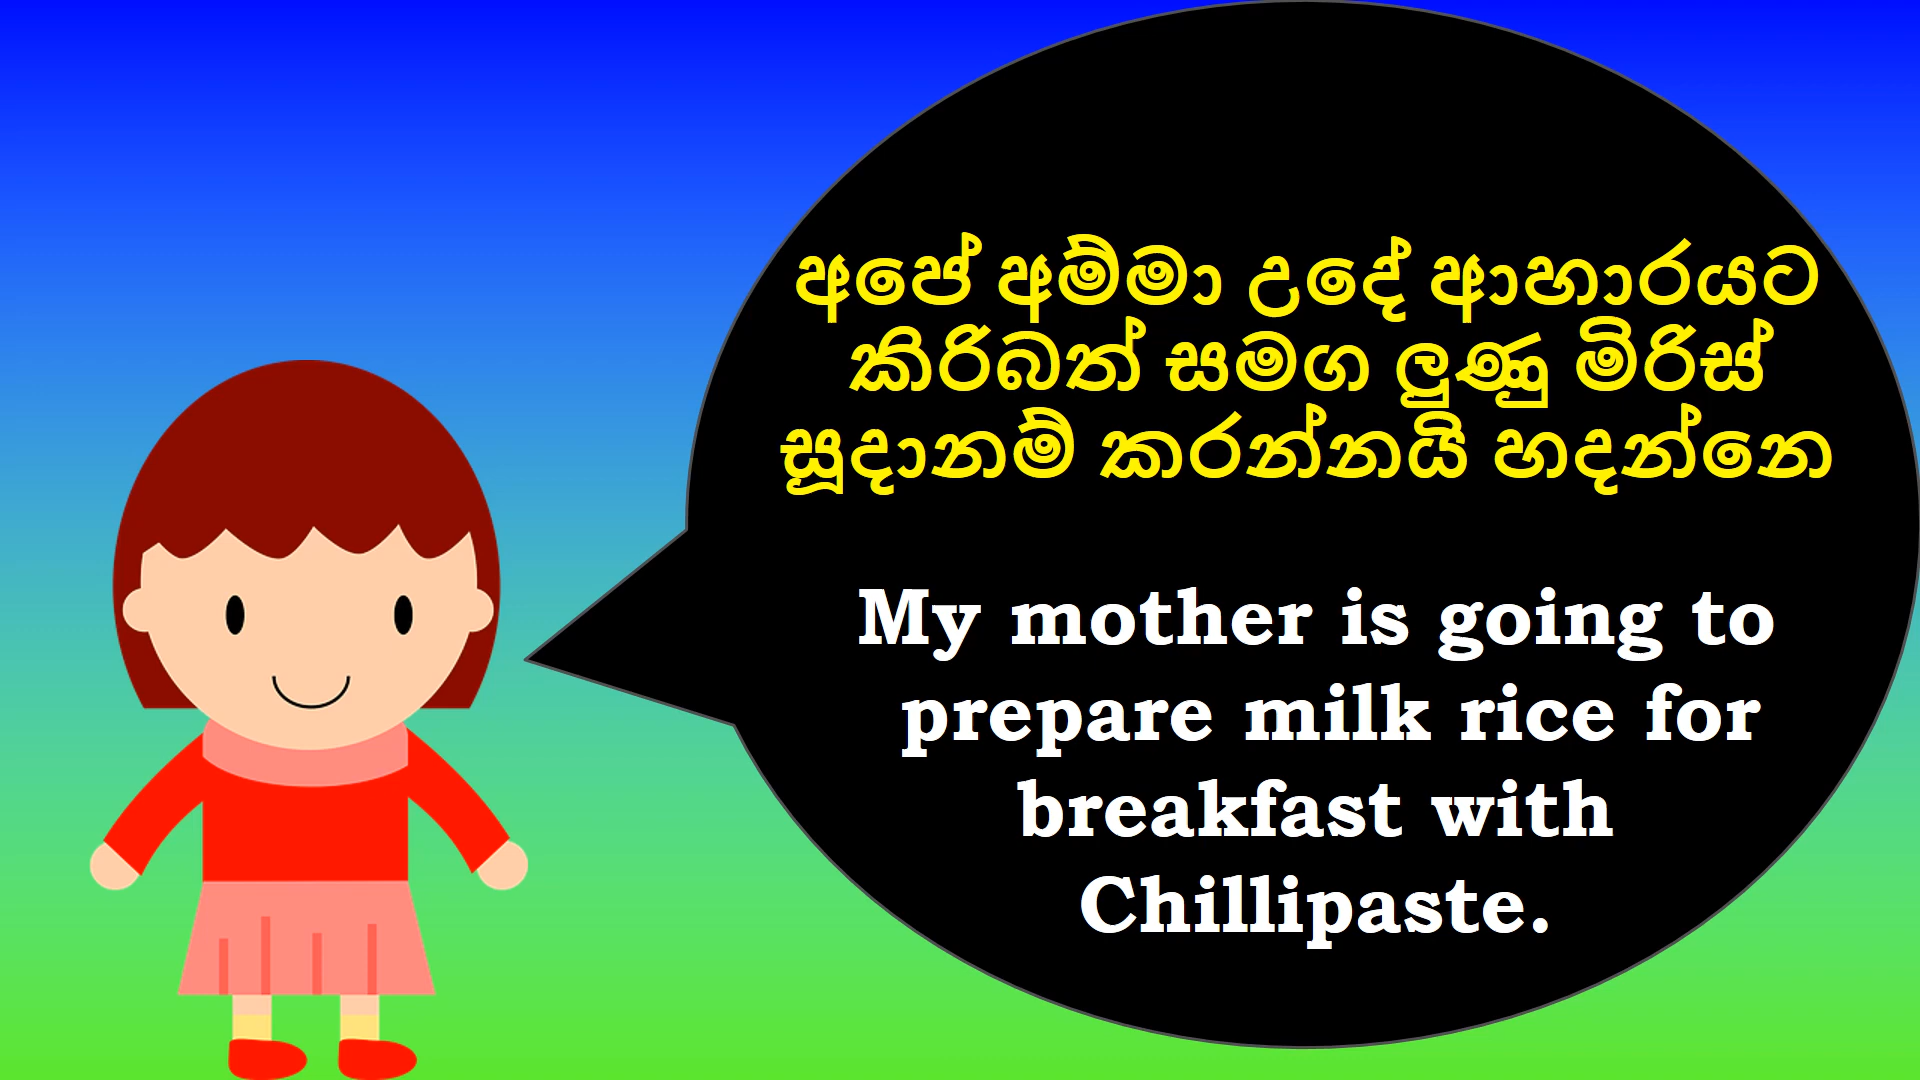 අපේ අම්මා උදේ ආහාරයට
කිරිබත් සමග ලුණු මිරිස්
සූදානම් කරන්නයි හදන්නෙ
My mother is going to
prepare milk rice for
breakfast with
Chillipaste.